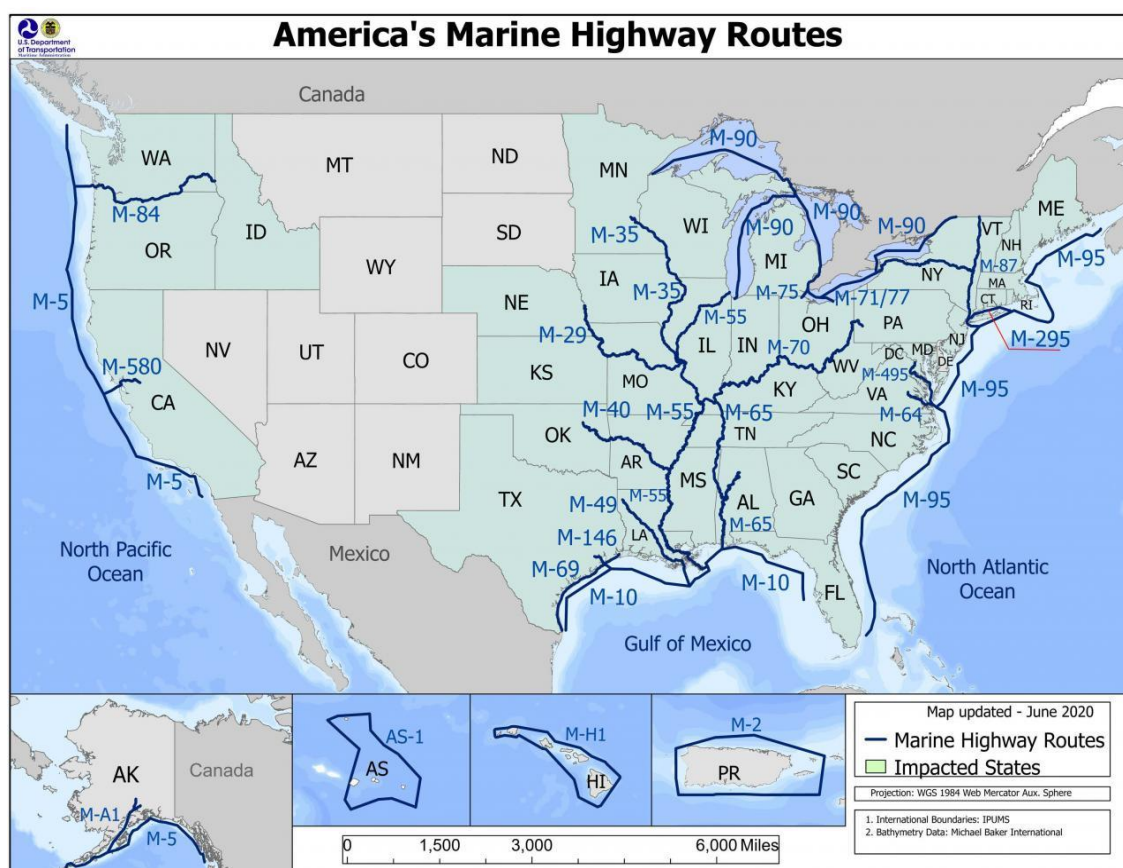 America's Marine Highway Routes
U.S. Department
of Transportation
Maritime Administration
Canada
M-90
WA
MT
ND
MN
ME
M-84
M-35
WI
M-90
M-90
M-90
VT
NH
OR
ID
SD
MI
NY
M-87
M-95
WY
IA
M-35
M-75
M-71/77
MA
CT
RI
M-5
NE
M-55
OH
PA
NJ
M-295
M-29
NV
UT
CO
IL
IN
M-70
WV
DC
MD
DE
M-580
KS
MO
KY
VA
M-495
M-95
CA
M-40
M-55
M-65
M-64
OK
TN
NC
AZ
NM
AR
SC
M-5
TX
M-49
M-55
MS
AL
GA
M-95
M-146
LA
M-65
North Pacific
Ocean
Mexico
M-69
M-10
M-10
FL
North Atlantic
Ocean
Gulf of Mexico
AK
Canada
M-A1
M-5
AS-1
AS
M-H1
HI
M-2
PR
Map updated - June 2020
Marine Highway Routes
Impacted States
Projection: WGS 1984 Web Mercator Aux. Sphere
1. International Boundaries: IPUMS
2. Bathymetry Data: Michael Baker International
0 1,500 3,000 6,000 Miles